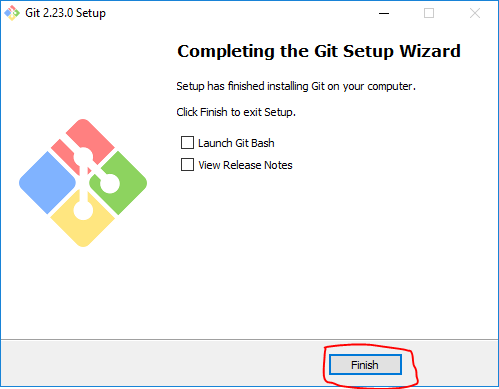 Git 2.23.0 Setup
Completing the Git Setup Wizard
Setup has finished installing Git on your computer.
Click Finish to exit Setup.
Launch Git Bash
View Release Notes
Finish